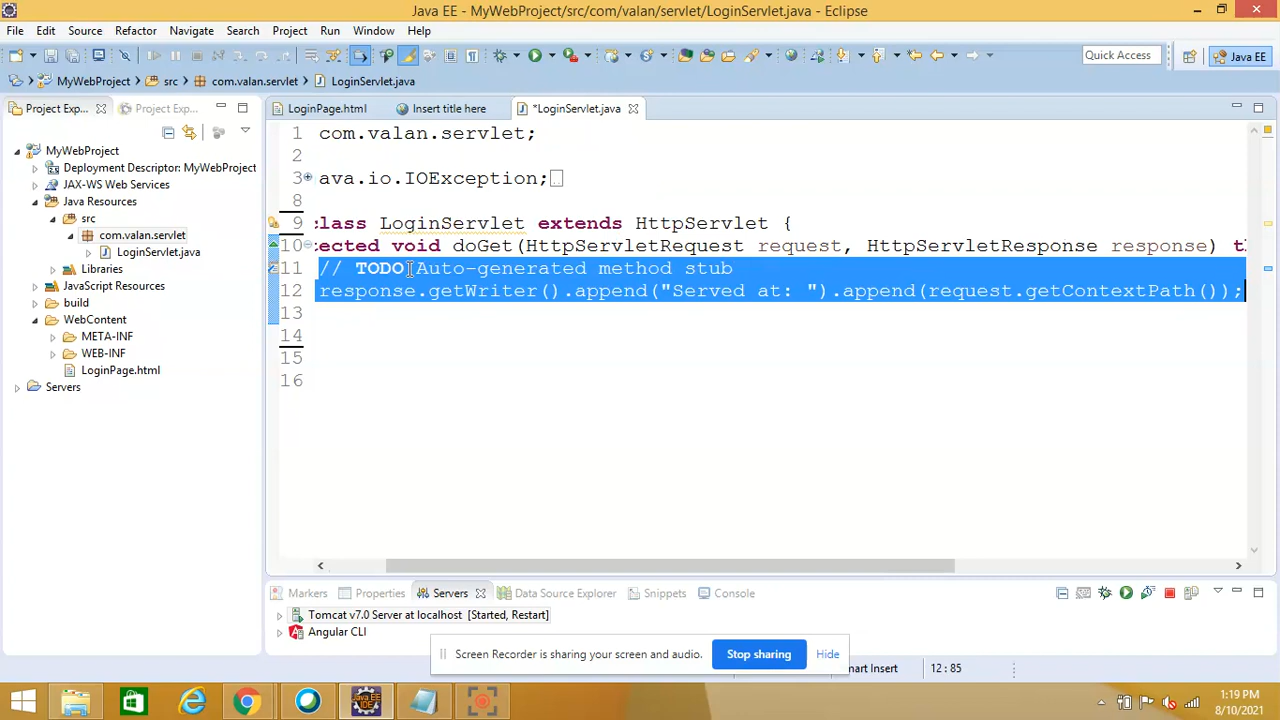 Java EE - MyWebProject/src/com/valan/servlet/LoginServlet.java - Eclipse
File Edit Source Refactor Navigate Search Project Run Window Help
Quick Access
Java EE
MyWebProject src com.valan.servlet LoginServlet.java
Project Exp... Project Exp...
LoginPage.html Insert title here *LoginServlet.java
MyWebProject
Deployment Descriptor: MyWebProject
JAX-WS Web Services
Java Resources
src
com.valan.servlet
LoginServlet.java
Libraries
JavaScript Resources
build
WebContent
META-INF
WEB-INF
LoginPage.html
Servers
1 com.valan.servlet;
2
3 ava.io.IOException;
8
9 class LoginServlet extends HttpServlet {
10 ected void doGet(HttpServletRequest request, HttpServletResponse response) th
11 // TODO Auto-generated method stub
12 response.getWriter().append("Served at: ").append(request.getContextPath());
13
14
15
16
Markers Properties Servers Data Source Explorer Snippets Console
Tomcat v7.0 Server at localhost [Started, Restart]
Angular CLI
Screen Recorder is sharing your screen and audio. Stop sharing Hide
mart Insert 12 : 85
Java EE IDE
1:19 PM
8/10/2021